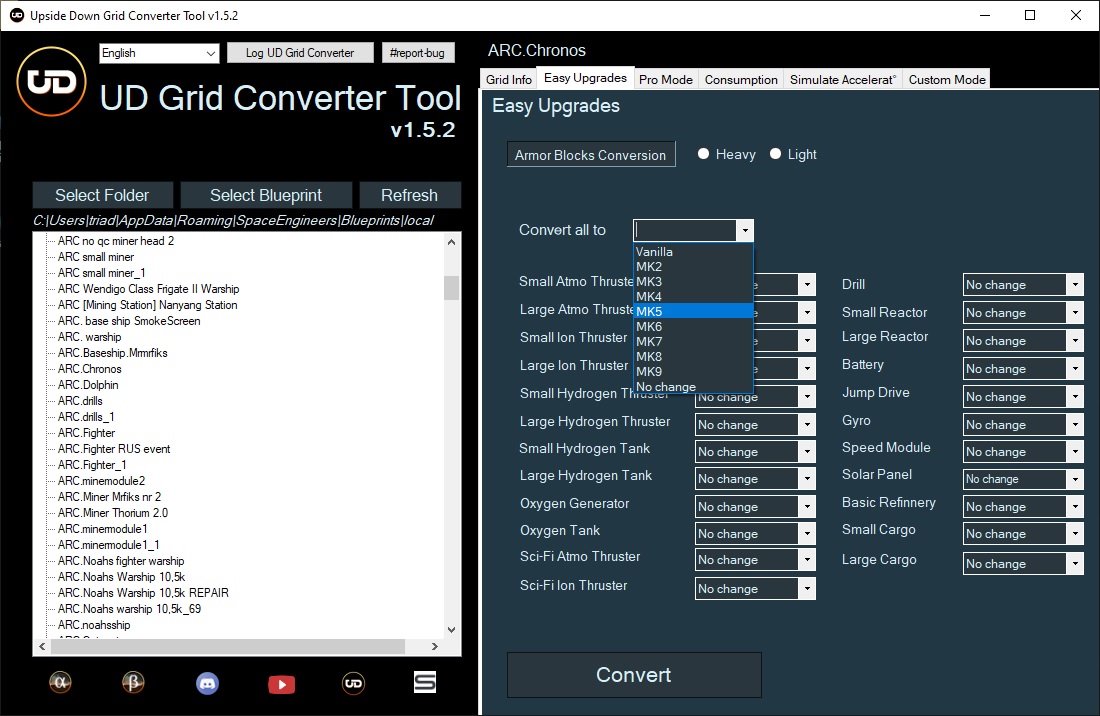 Upside Down Grid Converter Tool v1.5.2
UD
English
Log UD Grid Converter
#report-bug
UD Grid Converter Tool
v1.5.2
Select Folder
Select Blueprint
Refresh
C:\Users\triad\AppData\Roaming\SpaceEngineers\Blueprints\local
ARC no qc miner head 2
ARC small miner
ARC small miner_1
ARC Wendigo Class Frigate II Warship
ARC [Mining Station] Nanyang Station
ARC. base ship SmokeScreen
ARC. warship
ARC.Baseship.Mrmrfiks
ARC.Chronos
ARC.Dolphin
ARC.drills
ARC.drills_1
ARC.Fighter
ARC.Fighter RUS event
ARC.Fighter_1
ARC.minemodule2
ARC.Miner Mrfiks nr 2
ARC.Miner Thorium 2.0
ARC.minermodule1
ARC.minermodule1_1
ARC.Noahs fighter warship
ARC.Noahs Warship 10,5k
ARC.Noahs Warship 10,5k REPAIR
ARC.Noahs warship 10,5k_69
ARC.noahsship
α
β
UD
S
ARC.Chronos
Grid Info
Easy Upgrades
Pro Mode
Consumption
Simulate Accelerat°
Custom Mode
Easy Upgrades
Armor Blocks Conversion
Heavy
Light
Convert all to
Vanilla
MK2
MK3
MK4
MK5
MK6
MK7
MK8
MK9
No change
Small Atmo Thruste
Large Atmo Thruste
Small Ion Thruster
Large Ion Thruster
Small Hydrogen Thruster
No change
Large Hydrogen Thruster
No change
Small Hydrogen Tank
No change
Large Hydrogen Tank
No change
Oxygen Generator
No change
Oxygen Tank
No change
Sci-Fi Atmo Thruster
No change
Sci-Fi Ion Thruster
No change
Drill
No change
Small Reactor
No change
Large Reactor
No change
Battery
No change
Jump Drive
No change
Gyro
No change
Speed Module
No change
Solar Panel
No change
Basic Refinnery
No change
Small Cargo
No change
Large Cargo
No change
Convert